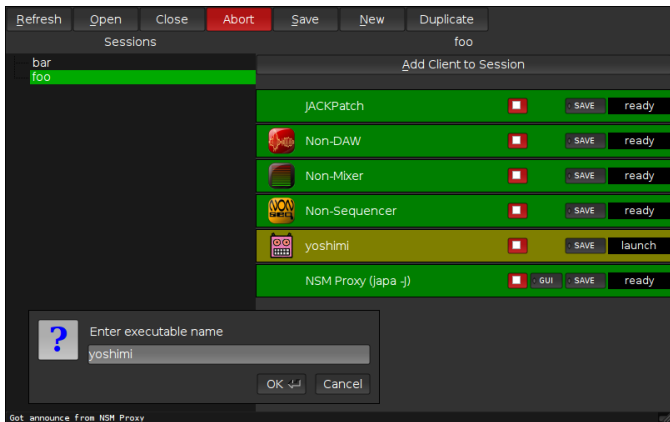 Refresh Open Close Abort Save New Duplicate
Sessions foo
bar
foo
Add Client to Session
JACKPatch SAVE ready
Non-DAW SAVE ready
Non-Mixer SAVE ready
NON
Non-Sequencer SAVE ready
yoshimi SAVE launch
NSM Proxy (japa -J) GUI SAVE ready
? Enter executable name
yoshimi
OK Cancel
Got announce from NSM Proxy